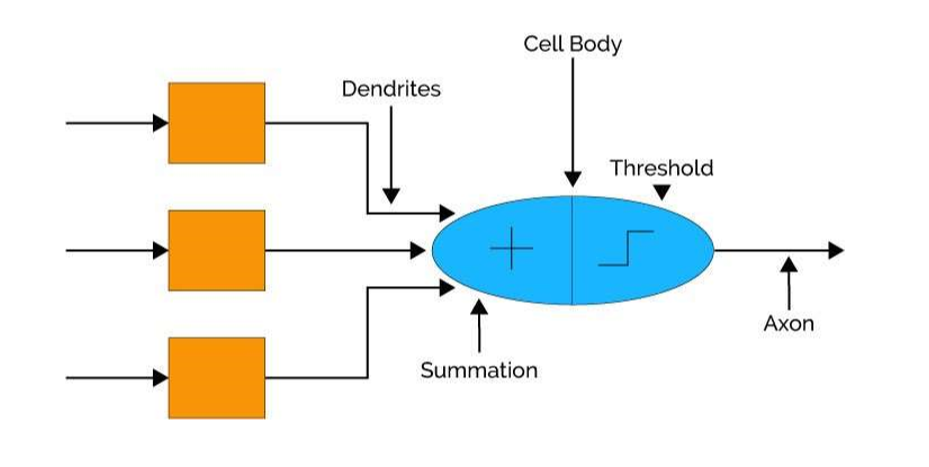 Cell Body
Dendrites
Threshold
Axon
Summation